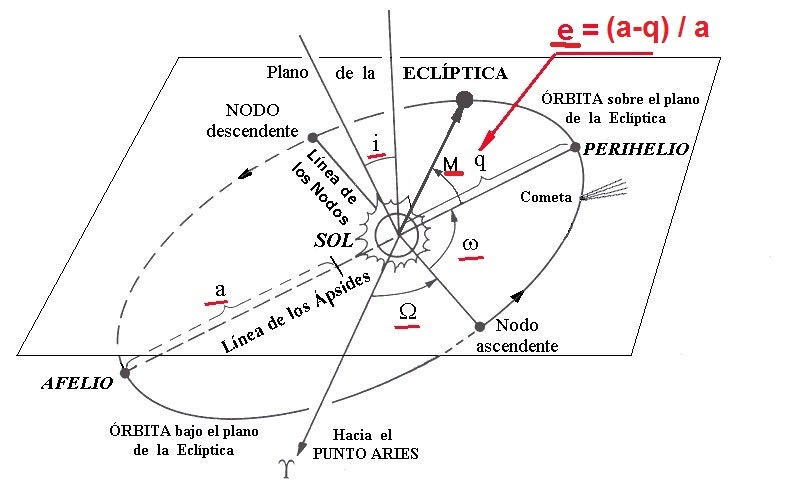 e = (a-q) / a
Plano de la ECLÍPTICA
NODO
descendente
ÓRBITA sobre el plano
de la Eclíptica
i
M
q
PERIHELIO
Línea de
los Nodos
Cometa
SOL
ω
a
Línea de los Ápsides
Ω
Nodo
ascendente
AFELIO
ÓRBITA bajo el plano
de la Eclíptica
Hacia el
PUNTO ARIES
♈